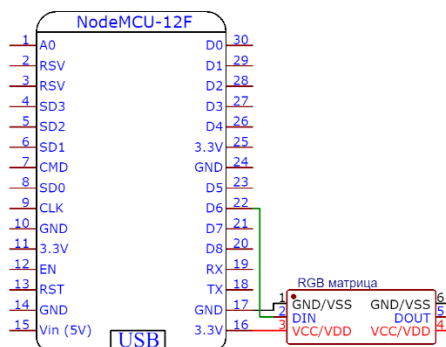 NodeMCU-12F
1 A0 D0 30
2 RSV D1 29
3 RSV D2 28
4 SD3 D3 27
5 SD2 D4 26
6 SD1 3.3V 25
7 CMD GND 24
8 SD0 D5 23
9 CLK D6 22
10 GND D7 21
11 3.3V D8 20
12 EN RX 19
13 RST TX 18
14 GND GND 17
15 Vin (5V) 3.3V 16
USB
RGB матрица
1 GND/VSS GND/VSS 6
2 DIN DOUT 5
3 VCC/VDD VCC/VDD 4